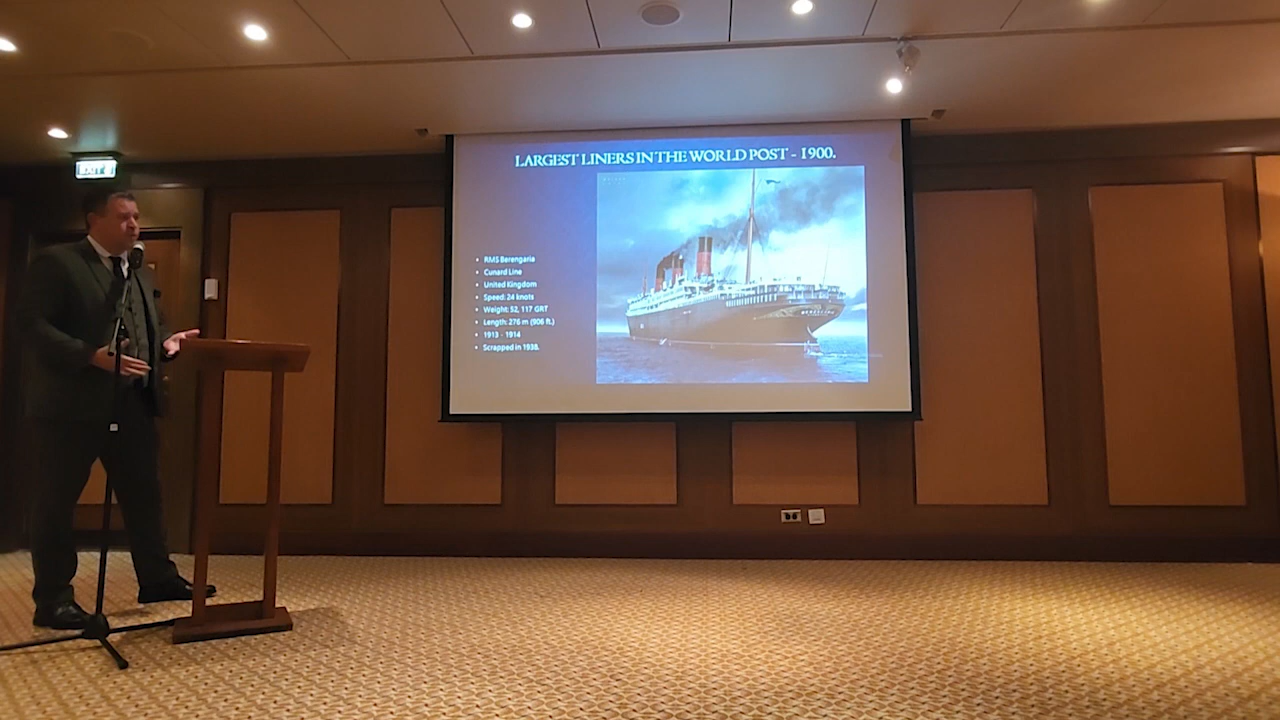 EXIT
LARGEST LINERS IN THE WORLD POST - 1900.
• RMS Berengaria
• Cunard Line
• United Kingdom
• Speed: 24 knots
• Weight: 52, 117 GRT
• Length: 276 m (906 ft.)
• 1913 - 1914
• Scrapped in 1938.